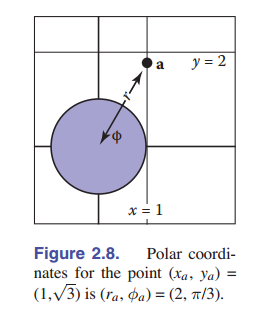 a y = 2
r
ϕ
x = 1
Figure 2.8. Polar coordi-
nates for the point (xₐ, yₐ) =
(1,√3) is (rₐ, ϕₐ) = (2, π/3).